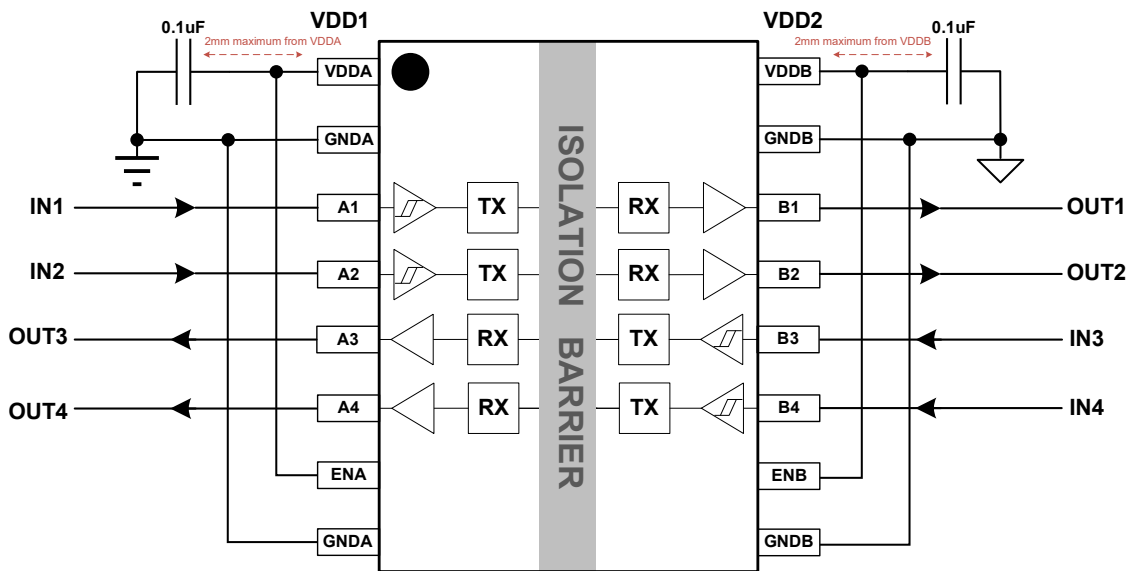 VDD1
VDD2
0.1uF
0.1uF
2mm maximum from VDDA
2mm maximum from VDDB
VDDA
VDDB
GNDA
GNDB
ISOLATION BARRIER
IN1
A1
TX
RX
B1
OUT1
IN2
A2
TX
RX
B2
OUT2
OUT3
A3
RX
TX
B3
IN3
OUT4
A4
RX
TX
B4
IN4
ENA
ENB
GNDA
GNDB